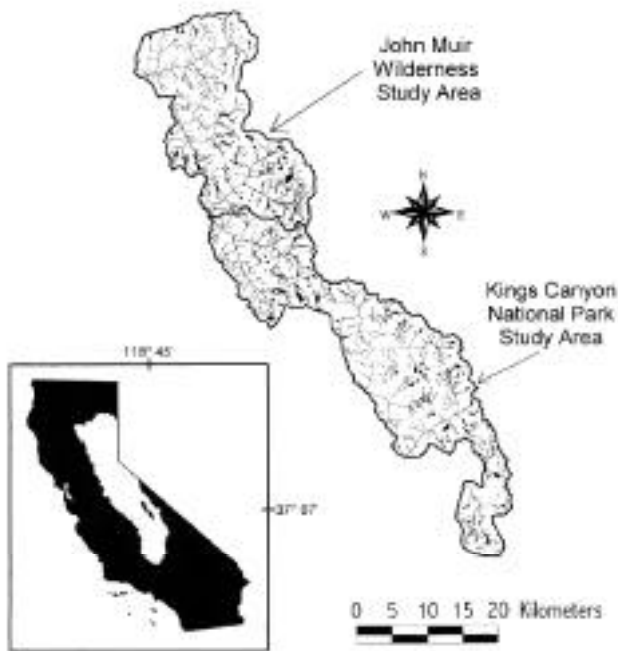 John Muir
Wilderness
Study Area
N
W E
S
Kings Canyon
National Park
Study Area
118° 45'
37° 07'
0 5 10 15 20 Kilometers